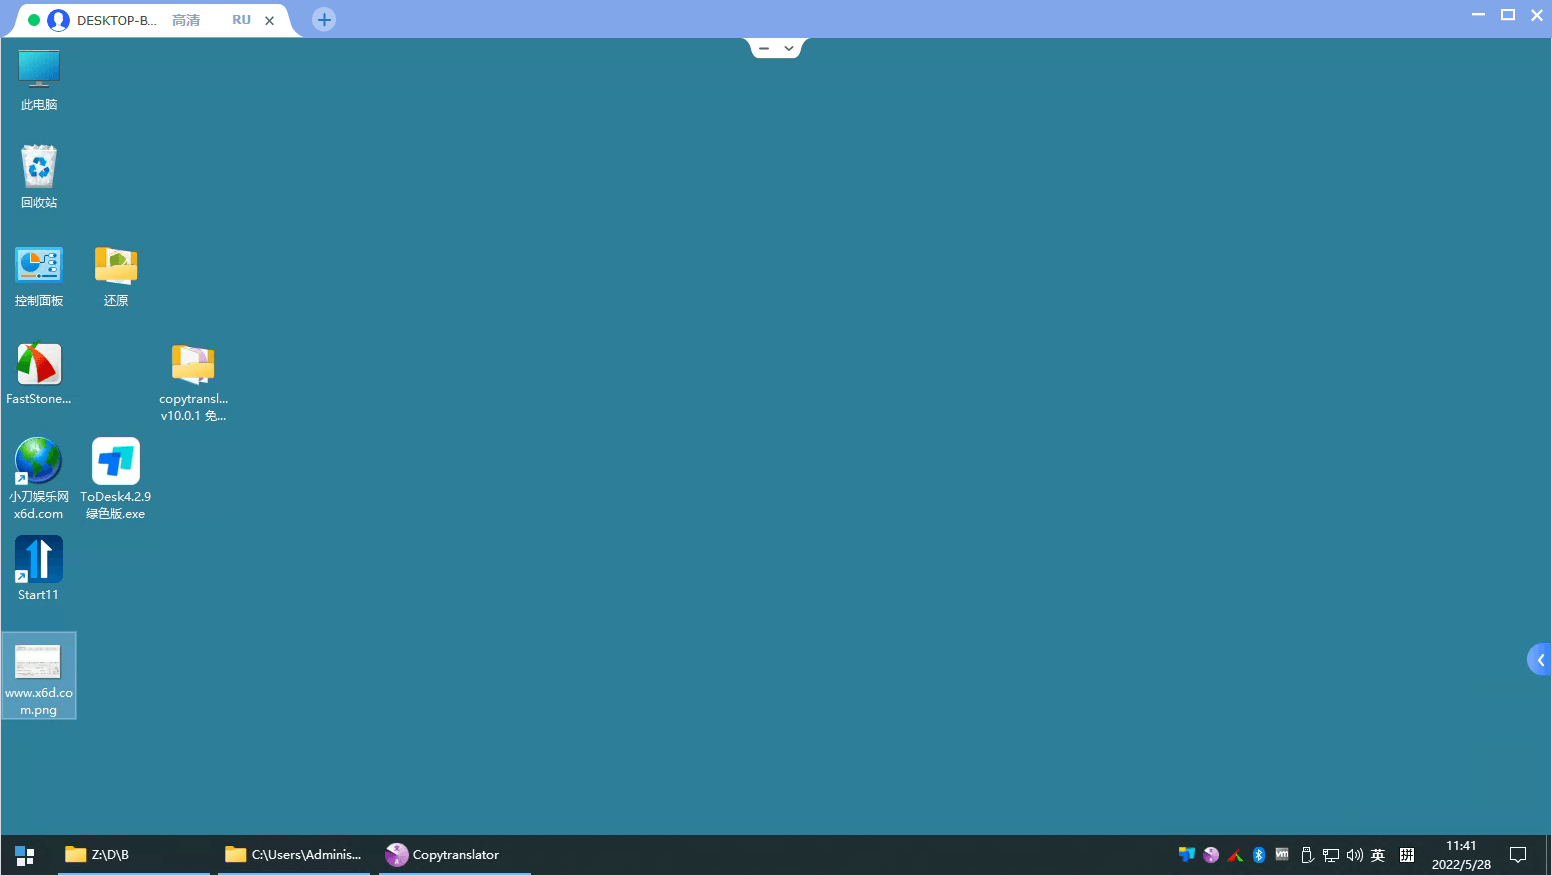 DESKTOP-B... 高清 RU
此电脑
回收站
控制面板
还原
FastStone...
copytransl...
v10.0.1 免...
小刀娱乐网
x6d.com
ToDesk4.2.9
绿色版.exe
Start11
www.x6d.co
m.png
Z:\D\B
C:\Users\Adminis...
Copytranslator
英
拼
11:41
2022/5/28